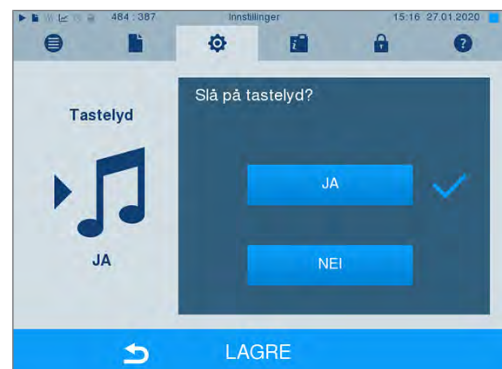 484 : 387 Innstillinger 15:16 27.01.2020
Tastelyd
JA
Slå på tastelyd?
JA
NEI
LAGRE